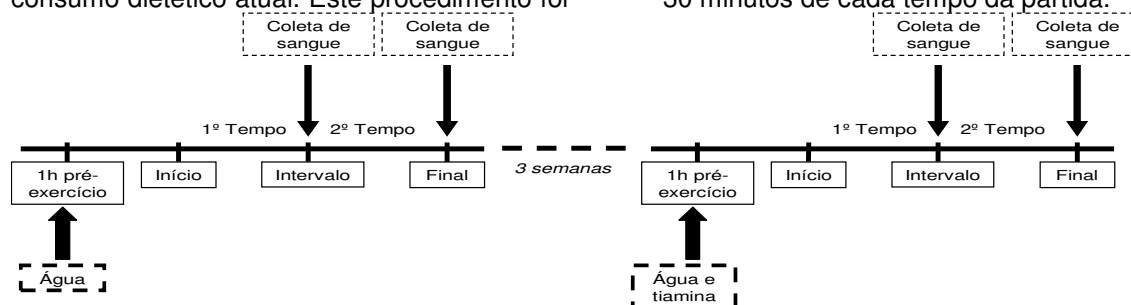 consumo dietético atual. Este procedimento foi
30 minutos de cada tempo da partida.
Coleta de
sangue
Coleta de
sangue
1º Tempo
2º Tempo
1h pré-
exercício
Início
Intervalo
Final
Água
3 semanas
Coleta de
sangue
Coleta de
sangue
1º Tempo
2º Tempo
1h pré-
exercício
Início
Intervalo
Final
Água e
tiamina